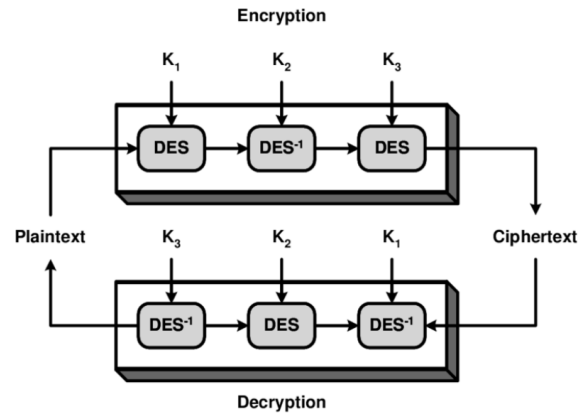 Encryption
K1 K2 K3
DES DES-1 DES
Plaintext Ciphertext
K3 K2 K1
DES-1 DES DES-1
Decryption